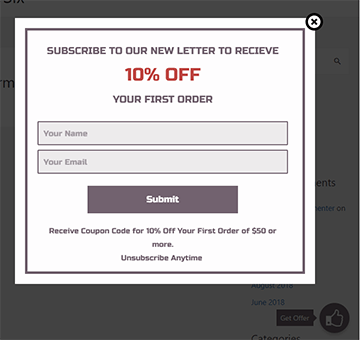 Six
SUBSCRIBE TO OUR NEW LETTER TO RECIEVE
10% OFF
YOUR FIRST ORDER
Your Name
Your Email
Submit
Receive Coupon Code for 10% Off Your First Order of $50 or
more.
Unsubscribe Anytime
August 2018
June 2018
Get Offer
Categories